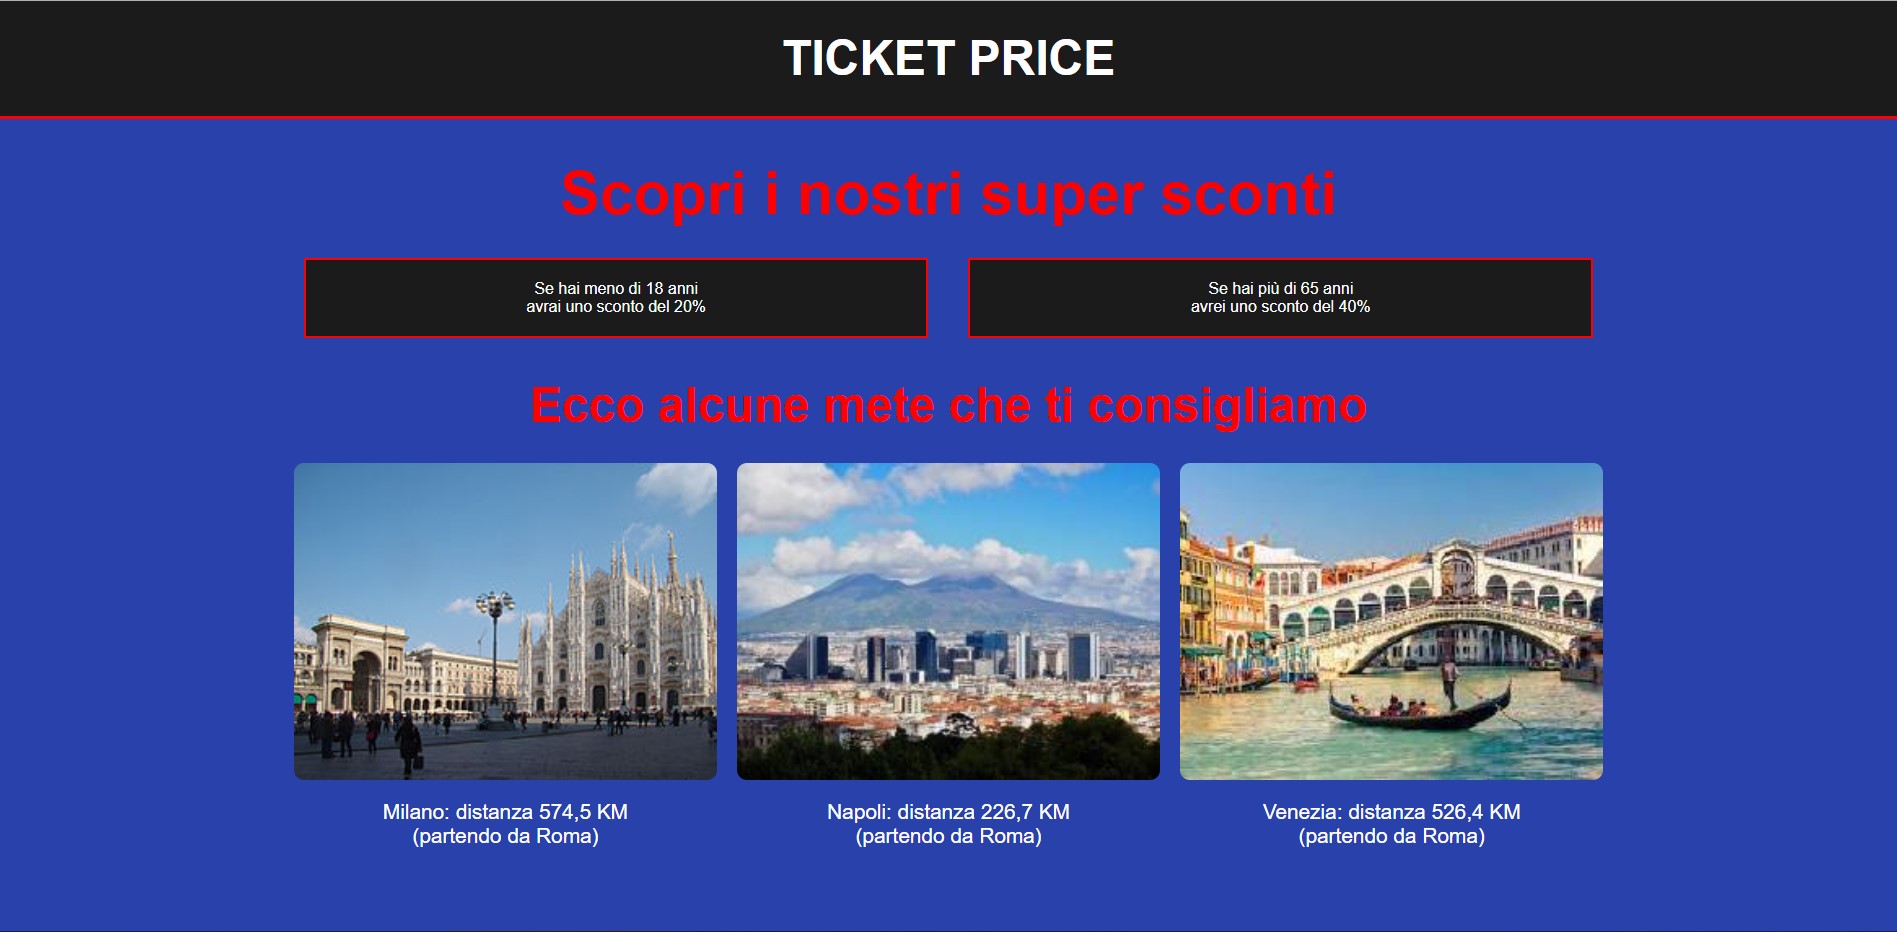 TICKET PRICE
Scopri i nostri super sconti
Se hai meno di 18 anni
avrai uno sconto del 20%
Se hai più di 65 anni
avrei uno sconto del 40%
Ecco alcune mete che ti consigliamo
Milano: distanza 574,5 KM
(partendo da Roma)
Napoli: distanza 226,7 KM
(partendo da Roma)
Venezia: distanza 526,4 KM
(partendo da Roma)